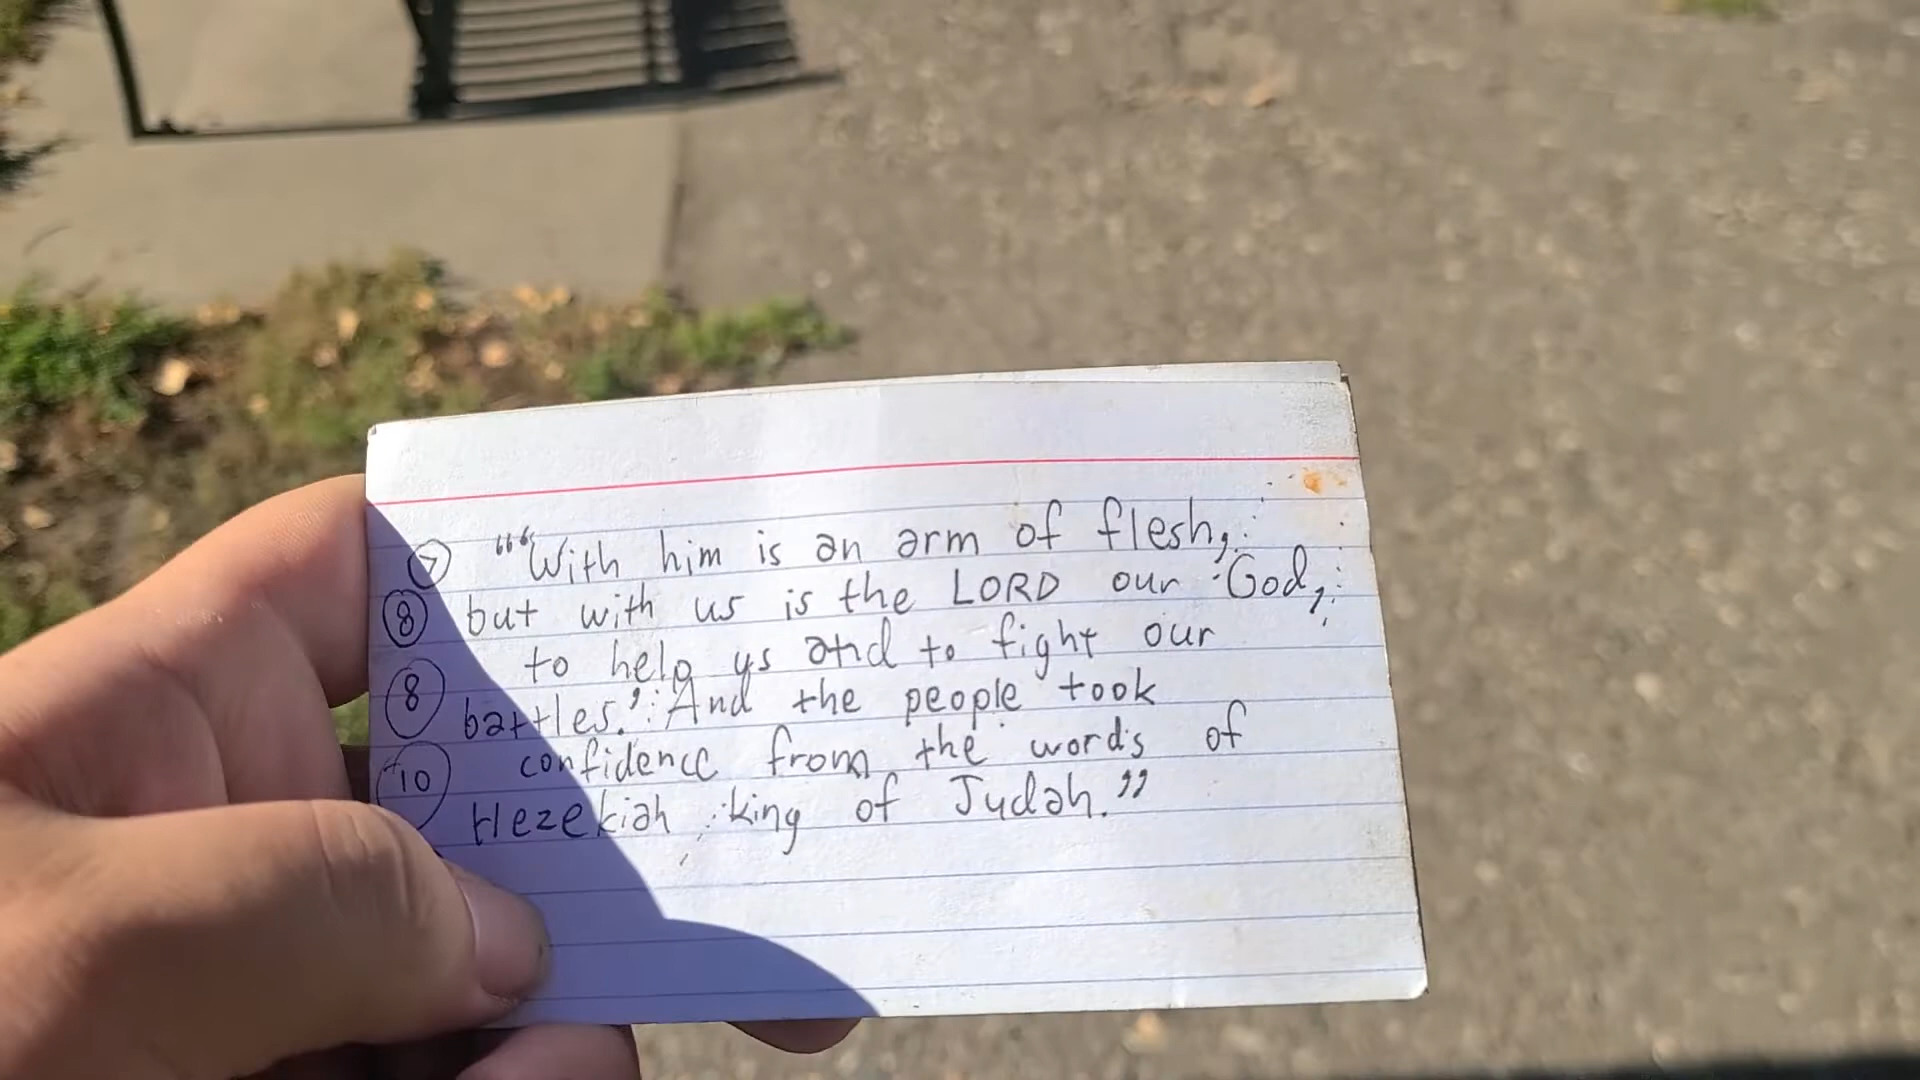 ⑦ "“With him is an arm of flesh,
⑧ but with us is the LORD our God,
to help us and to fight our
⑧ battles.' And the people took
confidence from the words of
⑩ Hezekiah king of Judah."